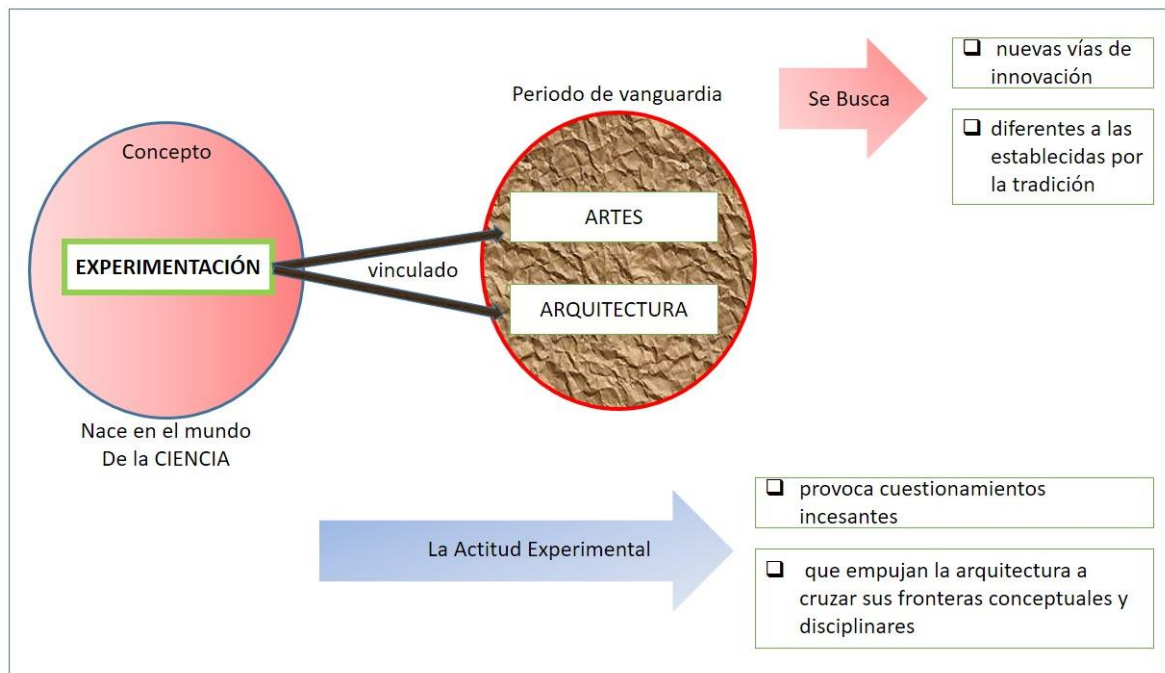 Concepto
EXPERIMENTACIÓN
Nace en el mundo
De la CIENCIA
vinculado
Periodo de vanguardia
ARTES
ARQUITECTURA
Se Busca
❑ nuevas vías de
innovación
❑ diferentes a las
establecidas por
la tradición
La Actitud Experimental
❑ provoca cuestionamientos
incesantes
❑ que empujan la arquitectura a
cruzar sus fronteras conceptuales y
disciplinares